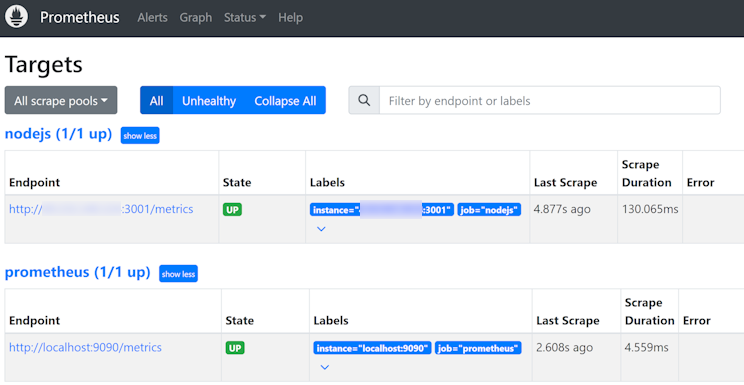 Prometheus Alerts Graph Status Help
Targets
All scrape pools All Unhealthy Collapse All Filter by endpoint or labels
nodejs (1/1 up) show less
Endpoint State Labels Last Scrape Scrape Duration Error
http:// :3001/metrics UP instance=" :3001" job="nodejs" 4.877s ago 130.065ms
prometheus (1/1 up) show less
Endpoint State Labels Last Scrape Scrape Duration Error
http://localhost:9090/metrics UP instance="localhost:9090" job="prometheus" 2.608s ago 4.559ms